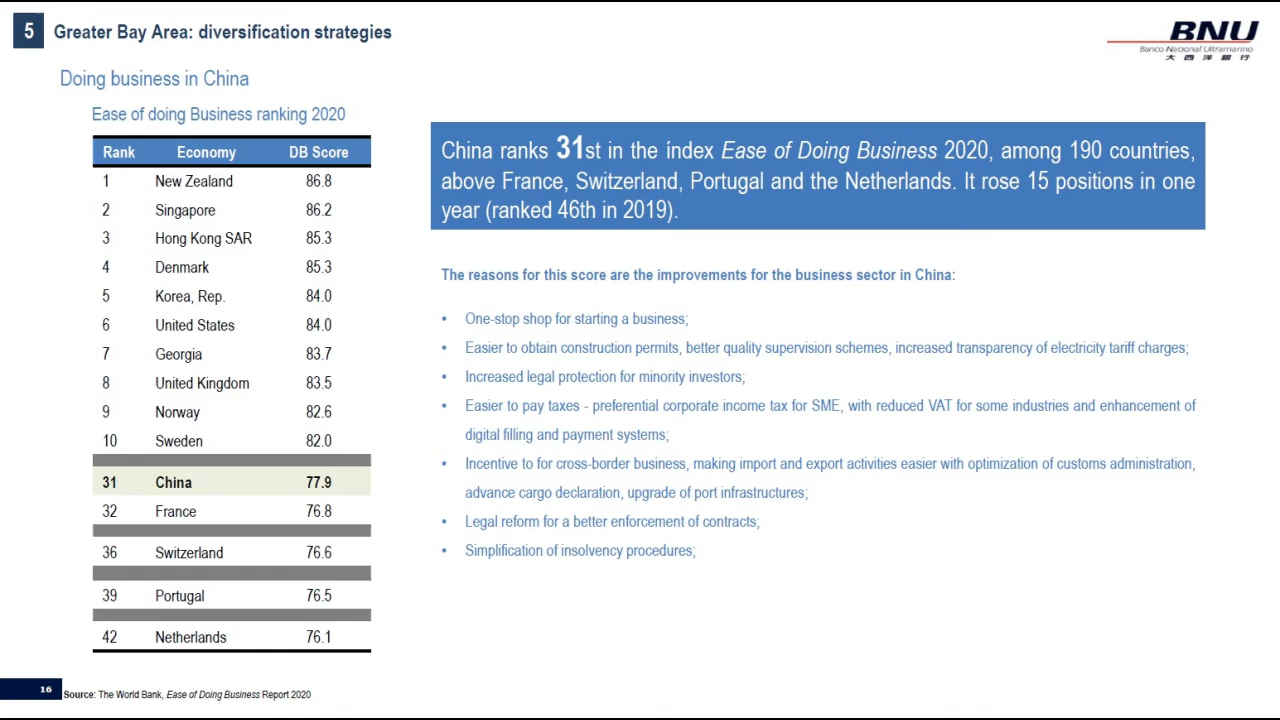 5 Greater Bay Area: diversification strategies
BNU
Banco Nacional Ultramarino
大西洋銀行
Doing business in China
Ease of doing Business ranking 2020
Rank Economy DB Score
1 New Zealand 86.8
2 Singapore 86.2
3 Hong Kong SAR 85.3
4 Denmark 85.3
5 Korea, Rep. 84.0
6 United States 84.0
7 Georgia 83.7
8 United Kingdom 83.5
9 Norway 82.6
10 Sweden 82.0
31 China 77.9
32 France 76.8
36 Switzerland 76.6
39 Portugal 76.5
42 Netherlands 76.1
China ranks 31st in the índex Ease of Doing Business 2020, among 190 countries,
above France, Switzerland, Portugal and the Netherlands. It rose 15 positions in one
year (ranked 46th in 2019).
The reasons for this score are the improvements for the business sector in China:
• One-stop shop for starting a business;
• Easier to obtain construction permits, better quality supervision schemes, increased transparency of electricity tariff charges;
• Increased legal protection for minority investors;
• Easier to pay taxes - preferential corporate income tax for SME, with reduced VAT for some industries and enhancement of
digital filling and payment systems;
• Incentive to for cross-border business, making import and export activities easier with optimization of customs administration,
advance cargo declaration, upgrade of port infrastructures;
• Legal reform for a better enforcement of contracts;
• Simplification of insolvency procedures;
16 Source: The World Bank, Ease of Doing Business Report 2020